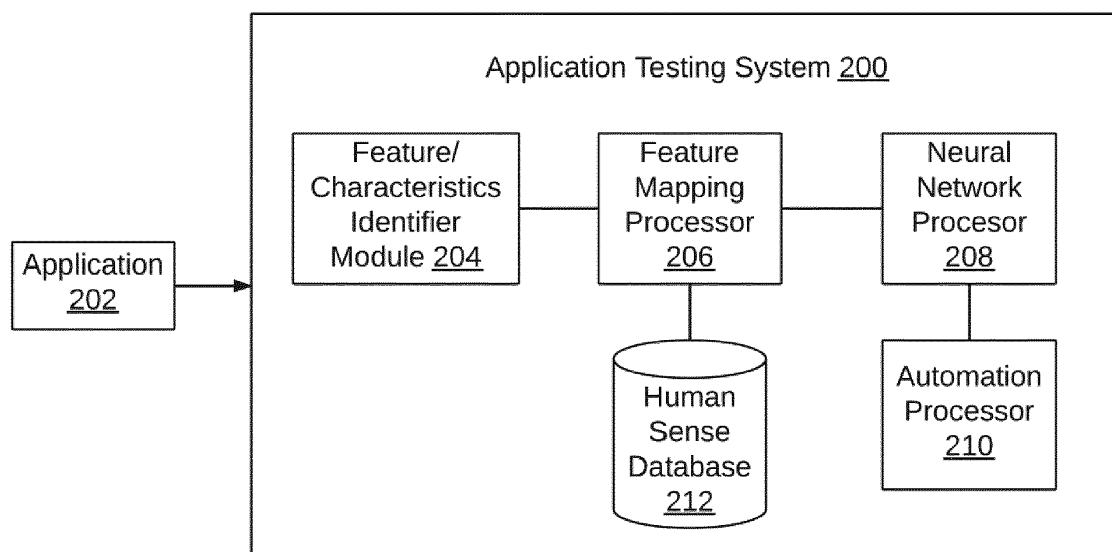 Application Testing System 200
Feature/
Characteristics
Identifier
Module 204
Feature
Mapping
Processor
206
Neural
Network
Procesor
208
Application
202
Human
Sense
Database
212
Automation
Processor
210